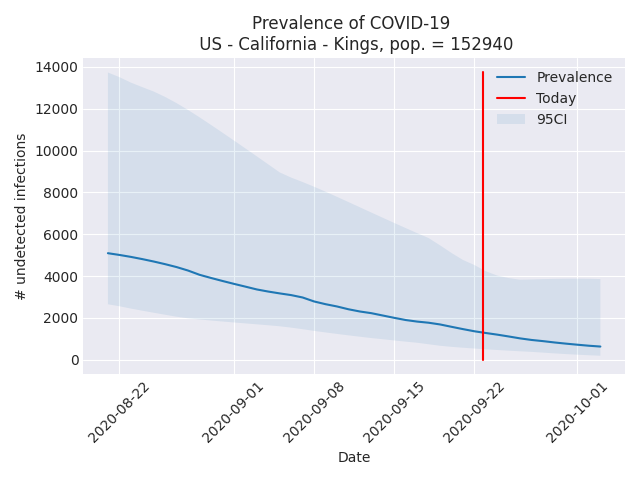 Prevalence of COVID-19
US - California - Kings, pop. = 152940
14000
12000
10000
8000
6000
4000
2000
0
# undetected infections
Prevalence
Today
95CI
2020-08-22
2020-09-01
2020-09-08
2020-09-15
2020-09-22
2020-10-01
Date